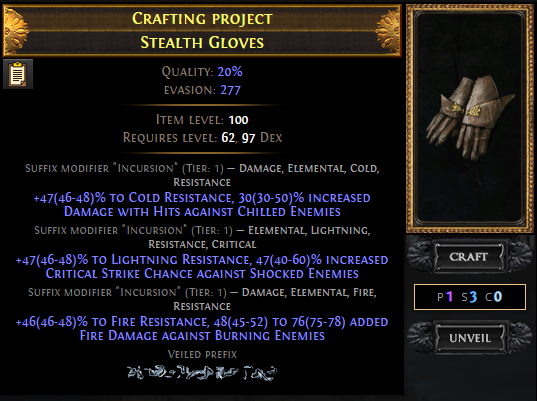 Crafting project
Stealth Gloves
Quality: 20%
evasion: 277
Item level: 100
Requires level: 62, 97 Dex
Suffix modifier "Incursion" (Tier: 1) — Damage, Elemental, Cold,
Resistance
+47(46-48)% to Cold Resistance, 30(30-50)% increased
Damage with Hits against Chilled Enemies
Suffix modifier "Incursion" (Tier: 1) — Elemental, Lightning,
Resistance, Critical
+47(46-48)% to Lightning Resistance, 47(40-60)% increased
Critical Strike Chance against Shocked Enemies
Suffix modifier "Incursion" (Tier: 1) — Damage, Elemental, Fire,
Resistance
+46(46-48)% to Fire Resistance, 48(45-52) to 76(75-78) added
Fire Damage against Burning Enemies
Veiled prefix
CRAFT
P1 S3 C0
UNVEIL